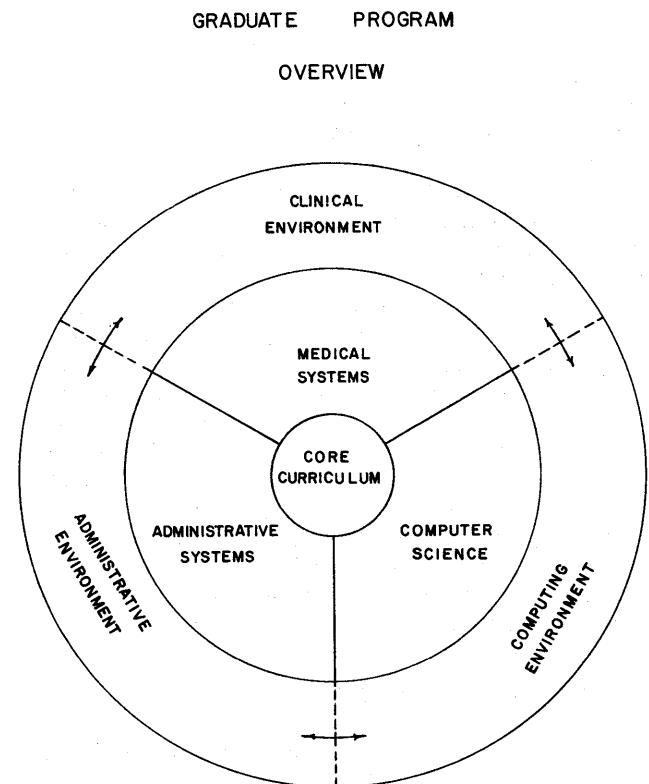 GRADUATE PROGRAM
OVERVIEW
CLINICAL
ENVIRONMENT
MEDICAL
SYSTEMS
CORE
CURRICULUM
ADMINISTRATIVE
SYSTEMS
COMPUTER
SCIENCE
ADMINISTRATIVE
ENVIRONMENT
COMPUTING
ENVIRONMENT